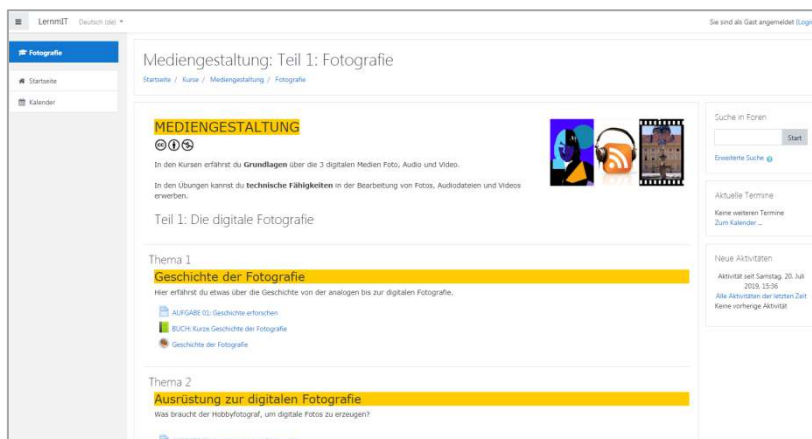 LernmIT Deutsch (de)
Sie sind als Gast angemeldet (Login
Fotografie
Startseite
Kalender
Mediengestaltung: Teil 1: Fotografie
Startseite / Kurse / Mediengestaltung / Fotografie
MEDIENGESTALTUNG
In den Kursen erfährst du Grundlagen über die 3 digitalen Medien Foto, Audio und Video.
In den Übungen kannst du technische Fähigkeiten in der Bearbeitung von Fotos, Audiodateien und Videos
erwerben.
Teil 1: Die digitale Fotografie
Thema 1
Geschichte der Fotografie
Hier erfährst du etwas über die Geschichte von der analogen bis zur digitalen Fotografie.
AUFGABE 01: Geschichte erforschen
BUCH: Kurze Geschichte der Fotografie
Geschichte der Fotografie
Thema 2
Ausrüstung zur digitalen Fotografie
Was braucht der Hobbyfotograf, um digitale Fotos zu erzeugen?
Suche in Foren
Start
Erweiterte Suche
Aktuelle Termine
Keine weiteren Termine
Zum Kalender ...
Neue Aktivitäten
Aktivität seit Samstag, 20. Juli
2019, 15:36
Alle Aktivitäten der letzten Zeit
Keine vorherige Aktivität